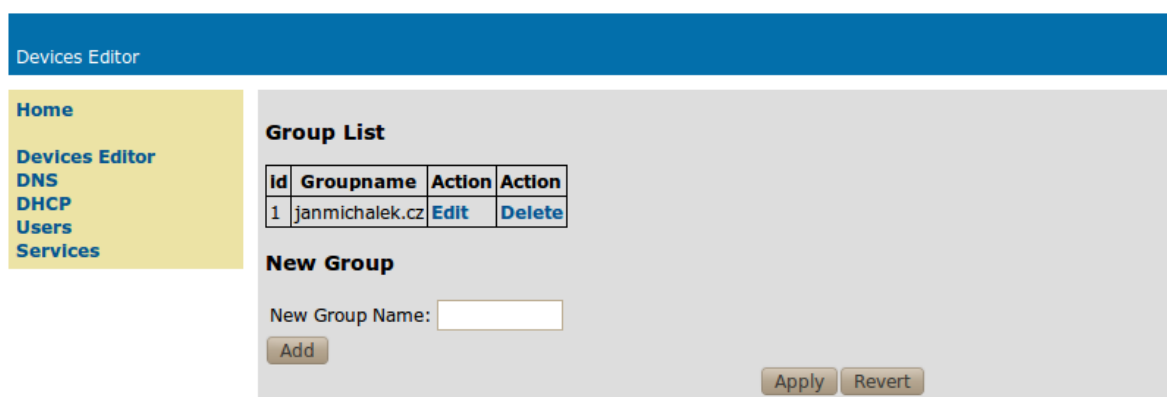 Devices Editor
Home
Devices Editor
DNS
DHCP
Users
Services
Group List
Id Groupname Action Action
1 janmichalek.cz Edit Delete
New Group
New Group Name:
Add
Apply Revert